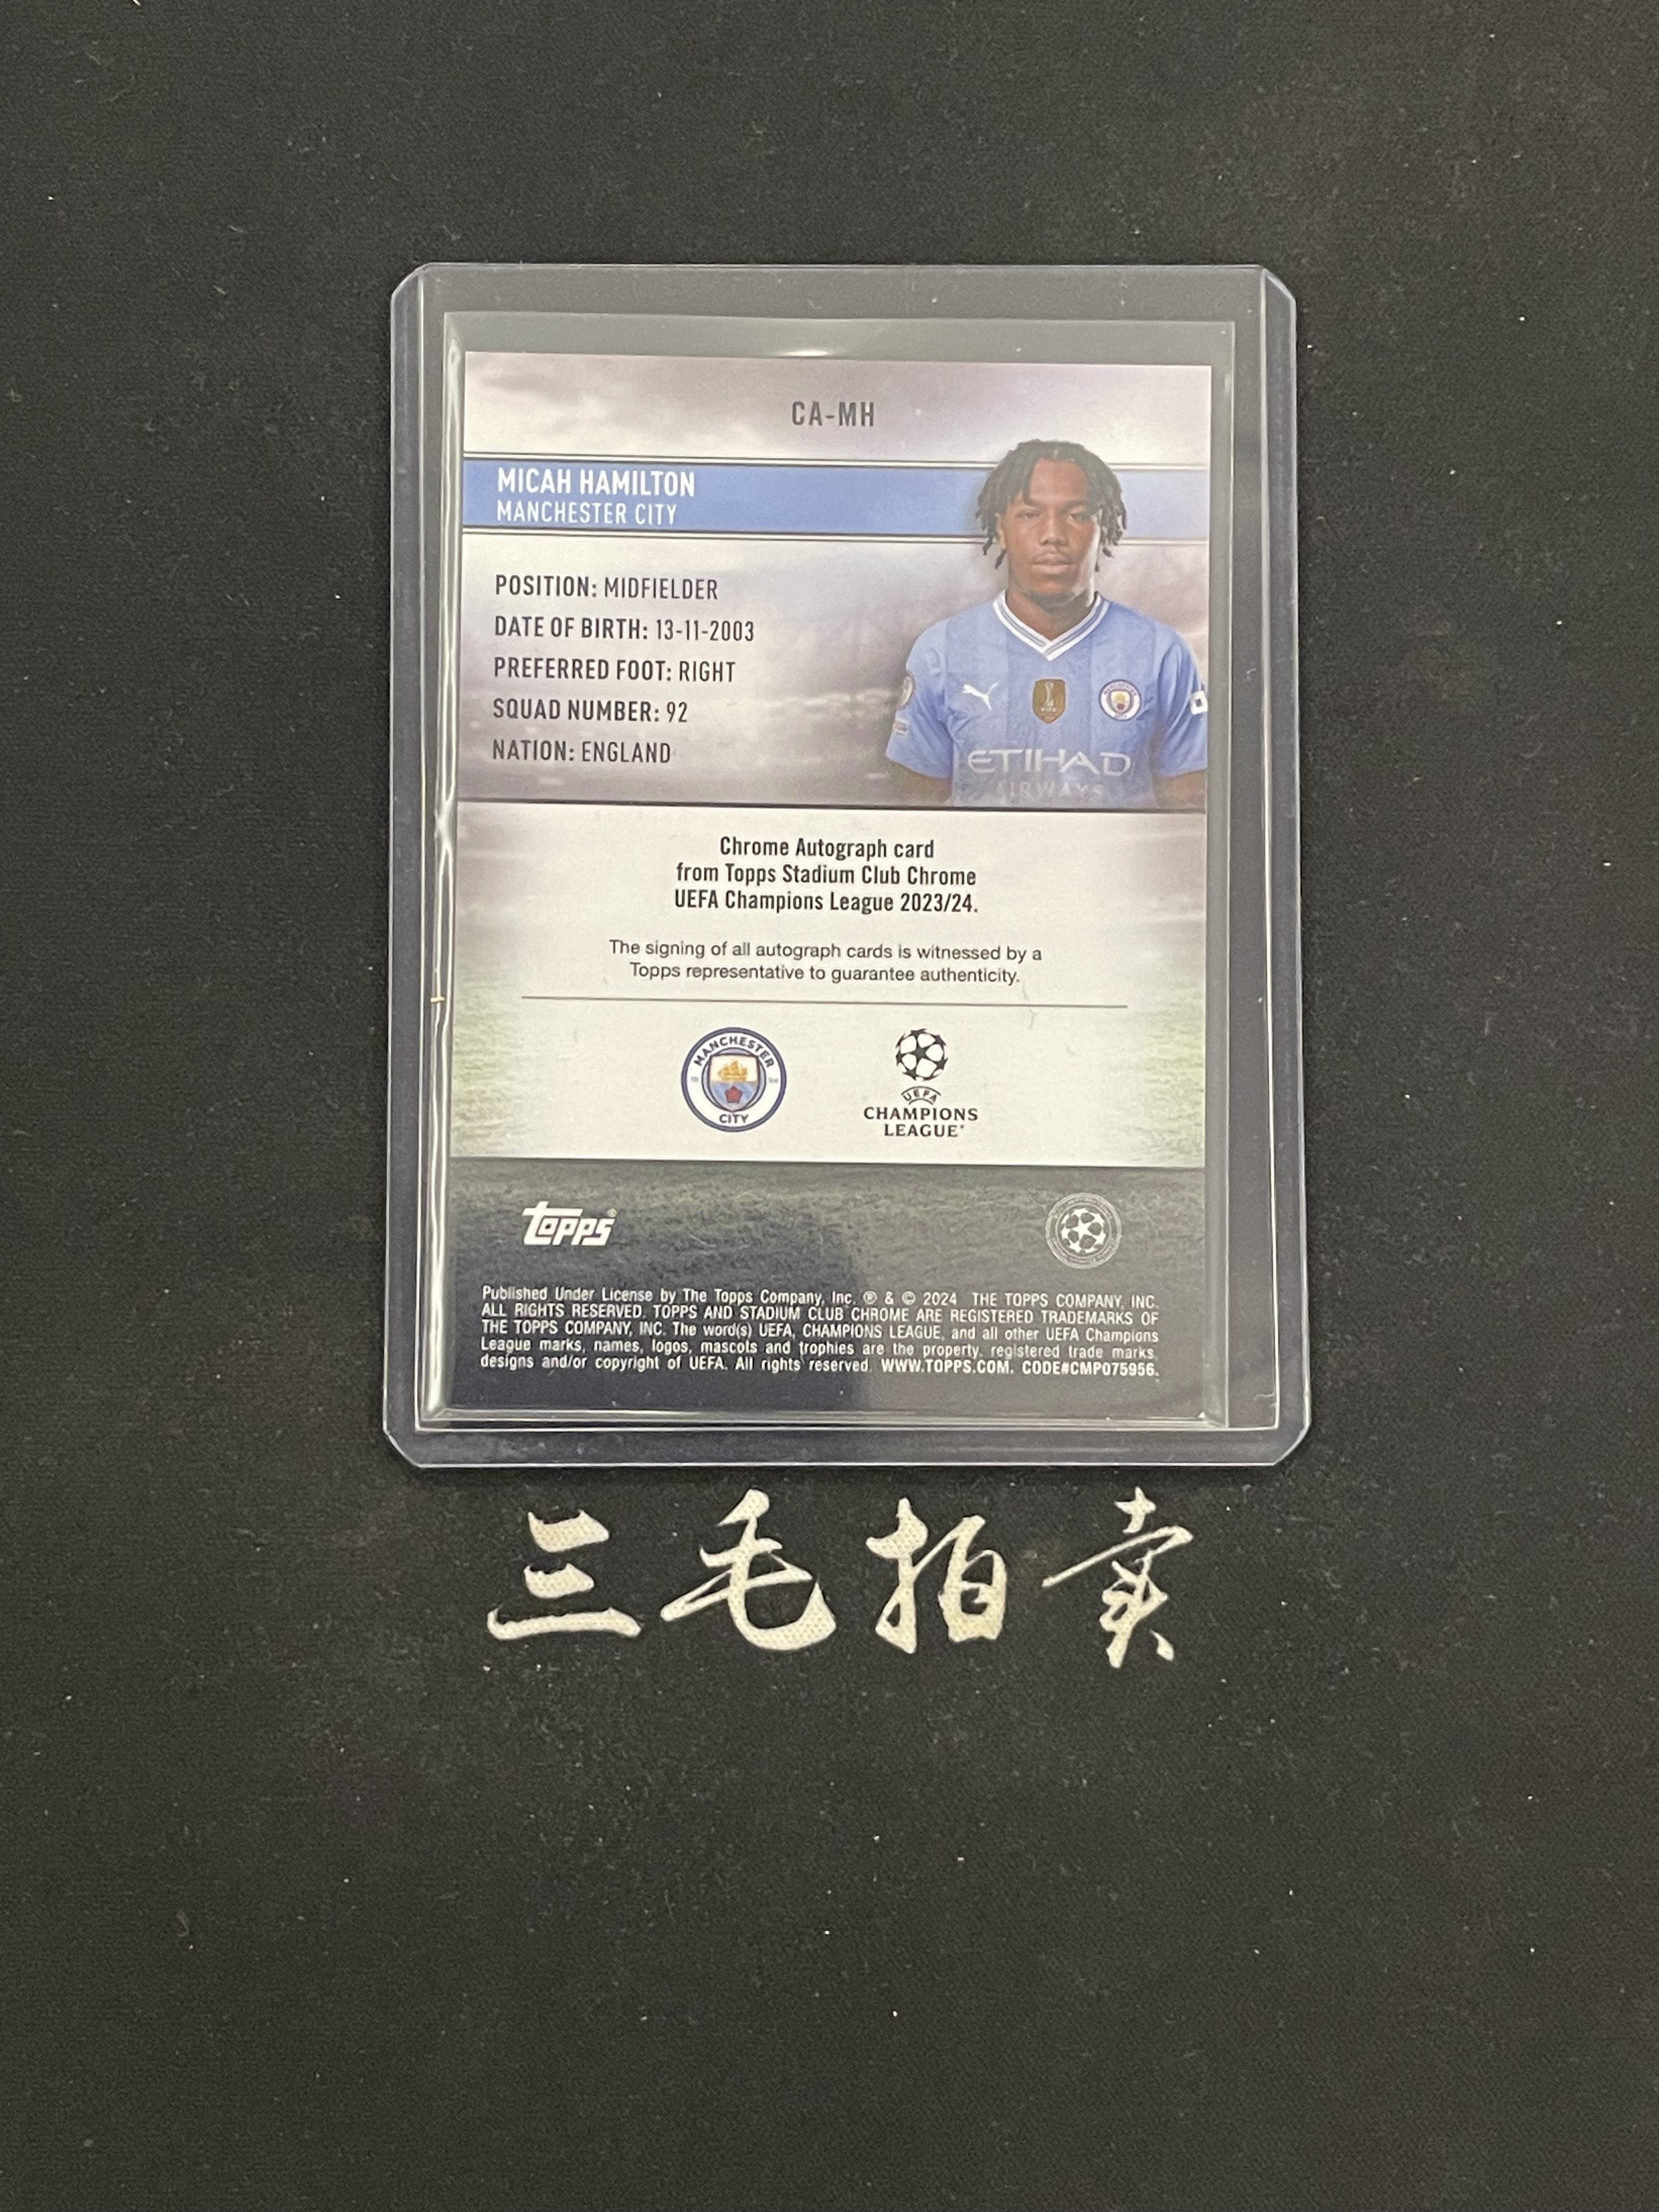 CA-MH
MICAH HAMILTON
MANCHESTER CITY
POSITION: MIDFIELDER
DATE OF BIRTH: 13-11-2003
PREFERRED FOOT: RIGHT
SQUAD NUMBER: 92
NATION: ENGLAND
ETIHAD
AIRWAYS
Chrome Autograph card
from Topps Stadium Club Chrome
UEFA Champions League 2023/24.
The signing of all autograph cards is witnessed by a
Topps representative to guarantee authenticity.
MANCHESTER
CITY
UEFA
CHAMPIONS
LEAGUE®
topps®
Published Under License by The Topps Company, Inc. ® & © 2024 THE TOPPS COMPANY, INC.
ALL RIGHTS RESERVED. TOPPS AND STADIUM CLUB CHROME ARE REGISTERED TRADEMARKS OF
THE TOPPS COMPANY, INC. The word(s) UEFA, CHAMPIONS LEAGUE, and all other UEFA Champions
League marks, names, logos, mascots and trophies are the property, registered trade marks,
designs and/or copyright of UEFA. All rights reserved. WWW.TOPPS.COM. CODE#CMP075956.
三毛拍卖